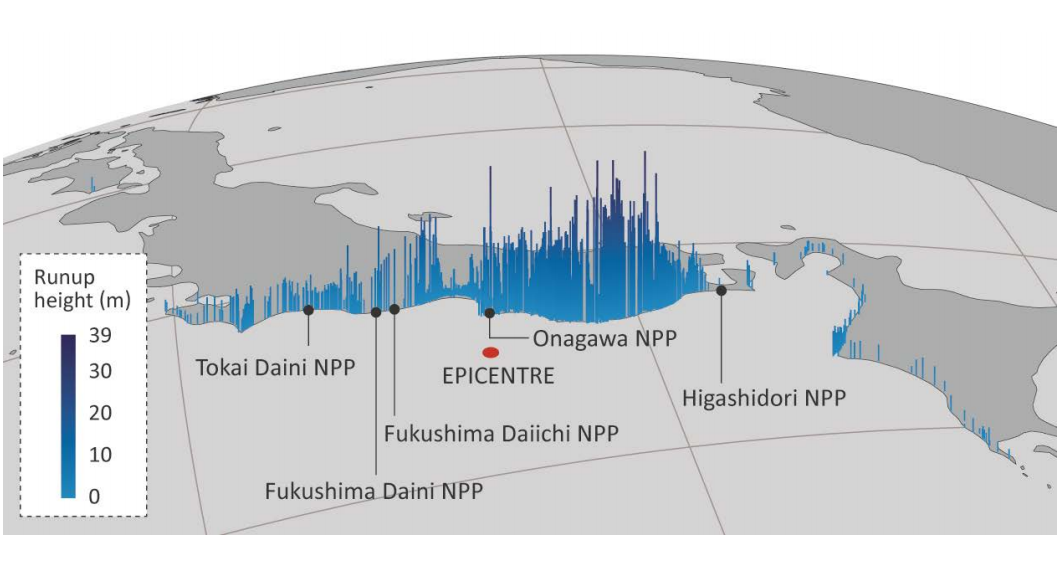 Runup
height (m)
39
30
20
10
0
Tokai Daini NPP
Onagawa NPP
EPICENTRE
Higashidori NPP
Fukushima Daiichi NPP
Fukushima Daini NPP